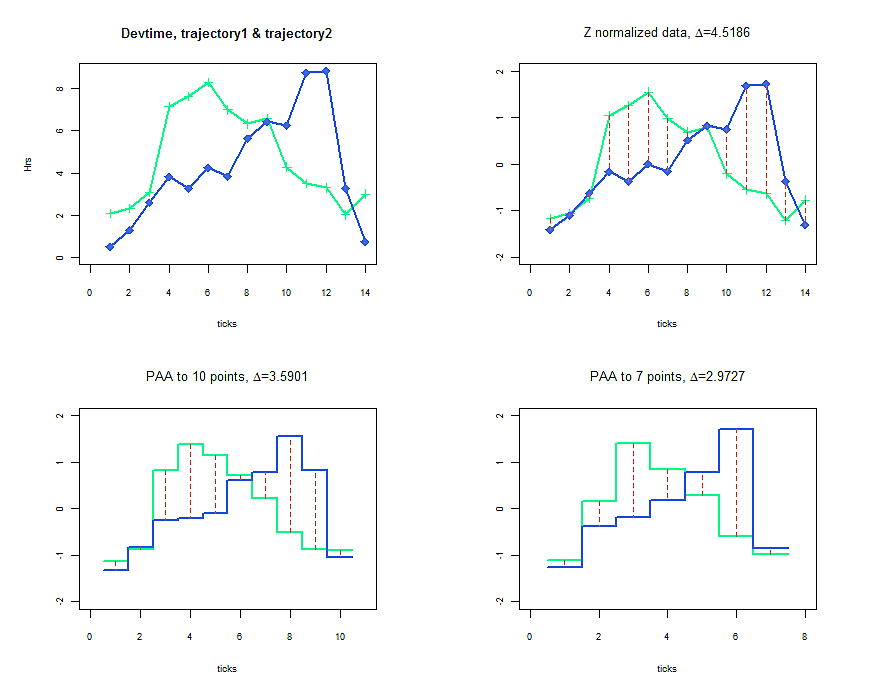 Devtime, trajectory1 & trajectory2
Hrs
8
6
4
2
0
0 2 4 6 8 10 12 14
ticks
Z normalized data, Δ=4.5186
2
1
0
-1
-2
0 2 4 6 8 10 12 14
ticks
PAA to 10 points, Δ=3.5901
2
1
0
-1
-2
0 2 4 6 8 10
ticks
PAA to 7 points, Δ=2.9727
2
1
0
-1
-2
0 2 4 6 8
ticks